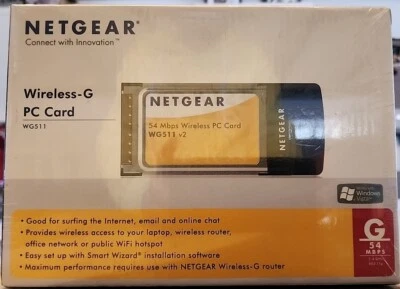 NETGEAR®
Connect with Innovation™
Wireless-G
PC Card
WG511
NETGEAR
54 Mbps Wireless PC Card
WG511 v2
NETGEAR
Windows
Vista
• Good for surfing the Internet, email and online chat
• Provides wireless access to your laptop, wireless router,
office network or public WiFi hotspot
• Easy set up with Smart Wizard® installation software
• Maximum performance requires use with NETGEAR Wireless-G router
G
54
MBPS